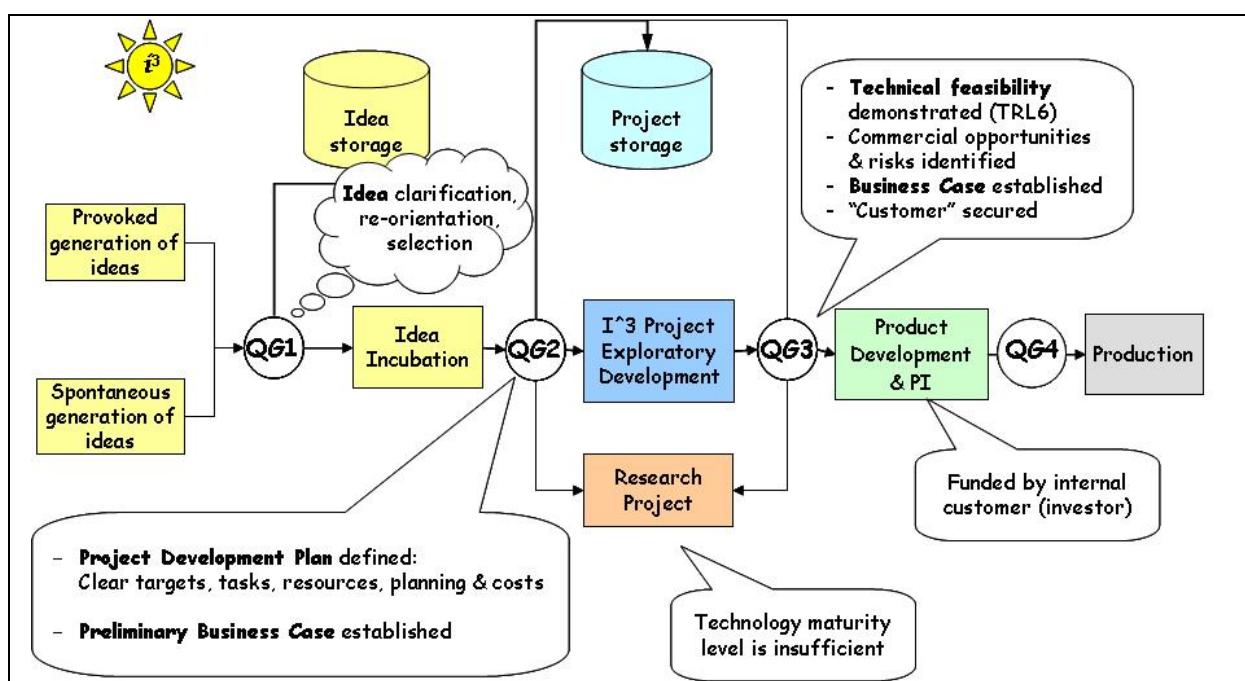 i³
Idea
storage
Project
storage
- Technical feasibility
demonstrated (TRL6)
- Commercial opportunities
& risks identified
- Business Case established
- “Customer” secured
Idea clarification,
re-orientation,
selection
Provoked
generation of
ideas
Spontaneous
generation of
ideas
QG1
Idea
Incubation
QG2
I^3 Project
Exploratory
Development
QG3
Product
Development
& PI
QG4
Production
Research
Project
Funded by internal
customer (investor)
- Project Development Plan defined:
Clear targets, tasks, resources, planning & costs
- Preliminary Business Case established
Technology maturity
level is insufficient